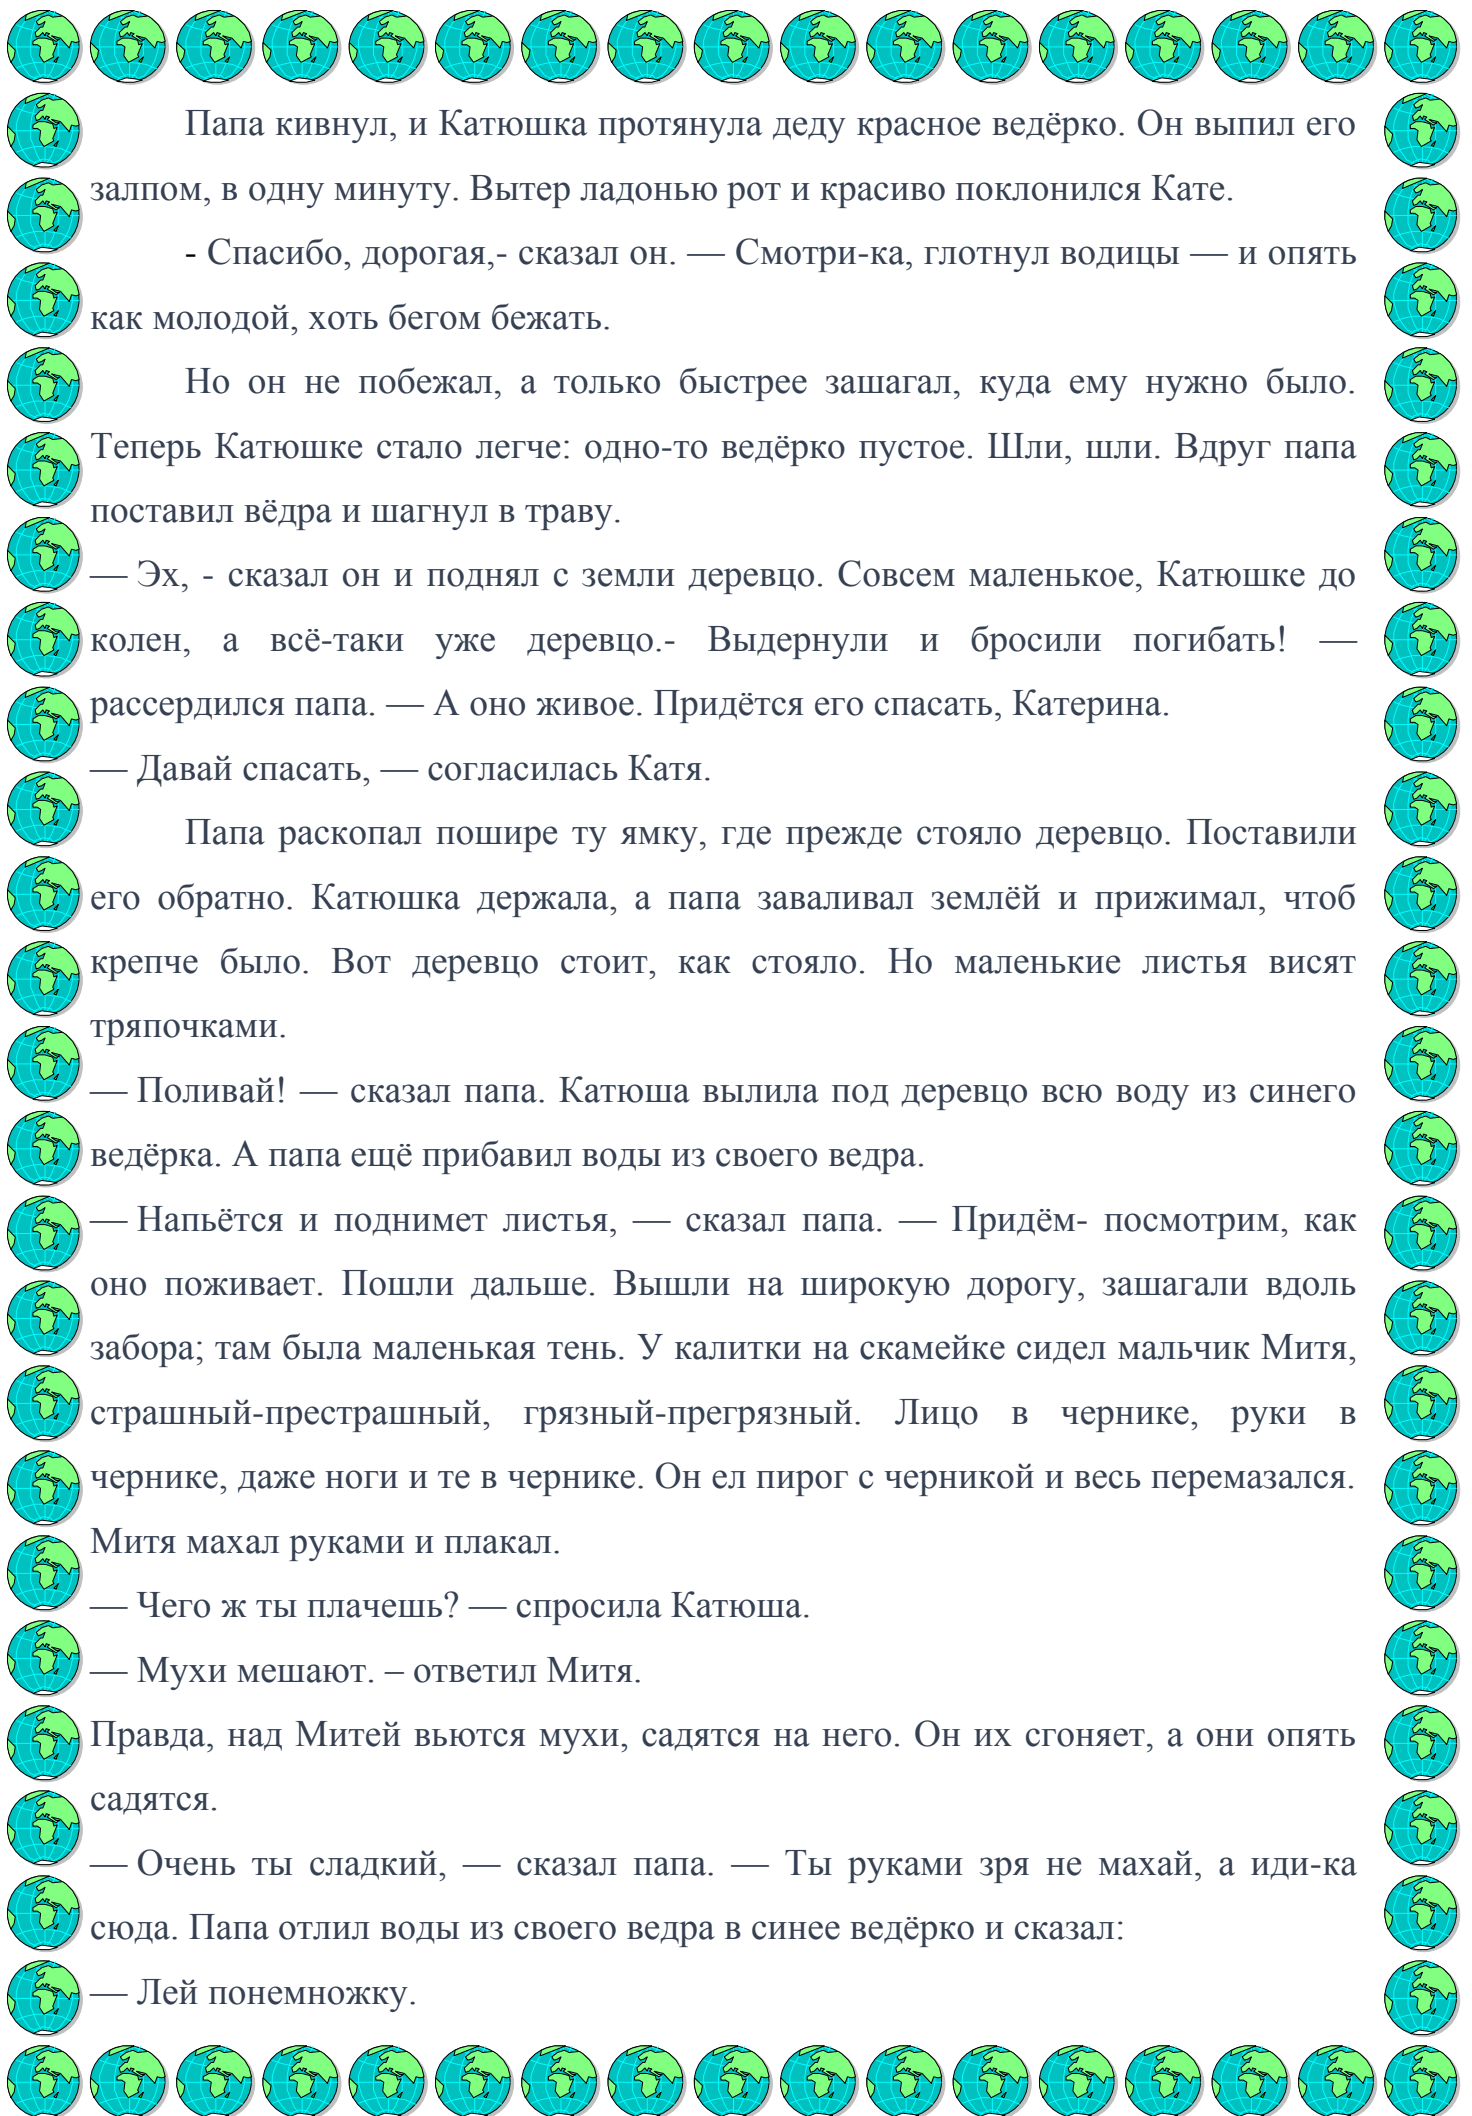 Папа кивнул, и Катюшка протянула деду красное ведёрко. Он выпил его
залпом, в одну минуту. Вытер ладонью рот и красиво поклонился Кате.
- Спасибо, дорогая,- сказал он. — Смотри-ка, глотнул водицы — и опять
как молодой, хоть бегом бежать.
Но он не побежал, а только быстрее зашагал, куда ему нужно было.
Теперь Катюшке стало легче: одно-то ведёрко пустое. Шли, шли. Вдруг папа
поставил вёдра и шагнул в траву.
— Эх, - сказал он и поднял с земли деревцо. Совсем маленькое, Катюшке до
колен, а всё-таки уже деревцо.- Выдернули и бросили погибать! —
рассердился папа. — А оно живое. Придётся его спасать, Катерина.
— Давай спасать, — согласилась Катя.
Папа раскопал пошире ту ямку, где прежде стояло деревцо. Поставили
его обратно. Катюшка держала, а папа заваливал землёй и прижимал, чтоб
крепче было. Вот деревцо стоит, как стояло. Но маленькие листья висят
тряпочками.
— Поливай! — сказал папа. Катюша вылила под деревцо всю воду из синего
ведёрка. А папа ещё прибавил воды из своего ведра.
— Напьётся и поднимет листья, — сказал папа. — Придём- посмотрим, как
оно поживает. Пошли дальше. Вышли на широкую дорогу, зашагали вдоль
забора; там была маленькая тень. У калитки на скамейке сидел мальчик Митя,
страшный-престрашный, грязный-прегрязный. Лицо в чернике, руки в
чернике, даже ноги и те в чернике. Он ел пирог с черникой и весь перемазался.
Митя махал руками и плакал.
— Чего ж ты плачешь? — спросила Катюша.
— Мухи мешают. – ответил Митя.
Правда, над Митей вьются мухи, садятся на него. Он их сгоняет, а они опять
садятся.
— Очень ты сладкий, — сказал папа. — Ты руками зря не махай, а иди-ка
сюда. Папа отлил воды из своего ведра в синее ведёрко и сказал:
— Лей понемножку.